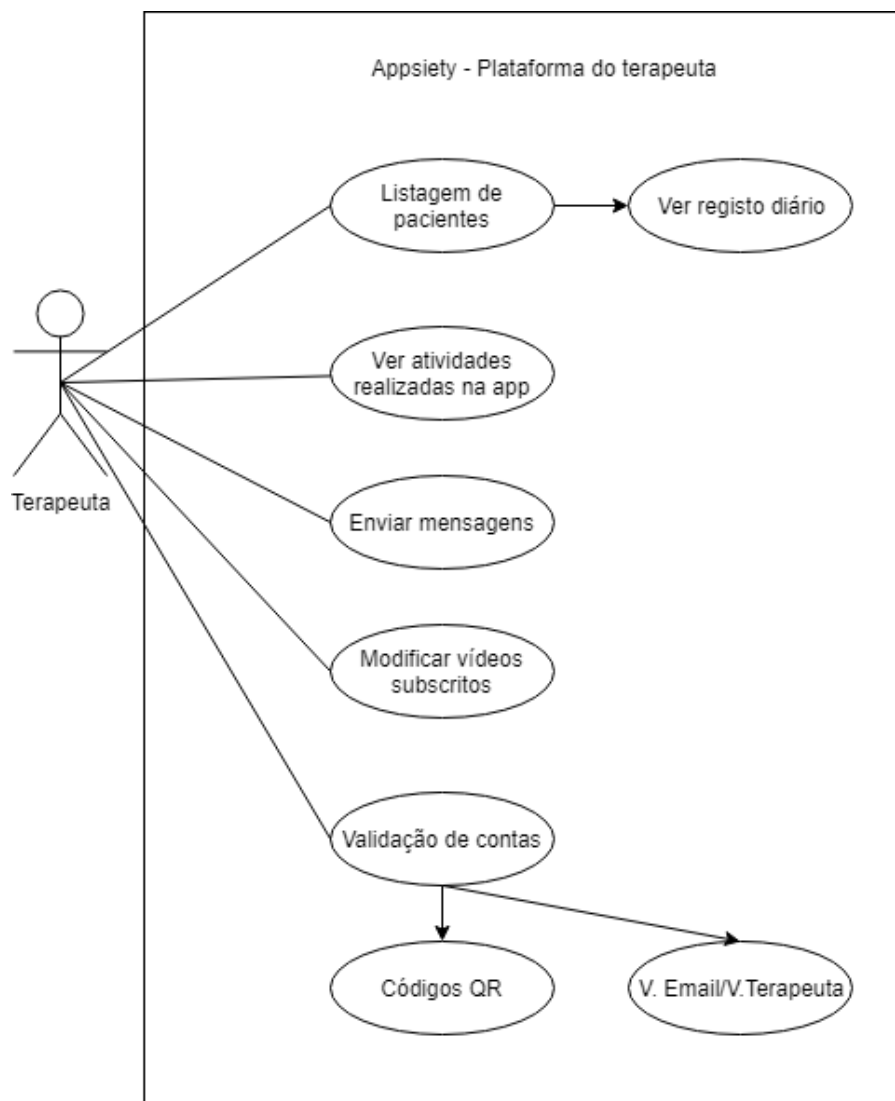 Appsiety - Plataforma do terapeuta
Listagem de
pacientes
Ver registo diário
Ver atividades
realizadas na app
Terapeuta
Enviar mensagens
Modificar vídeos
subscritos
Validação de contas
Códigos QR
V. Email/V.Terapeuta